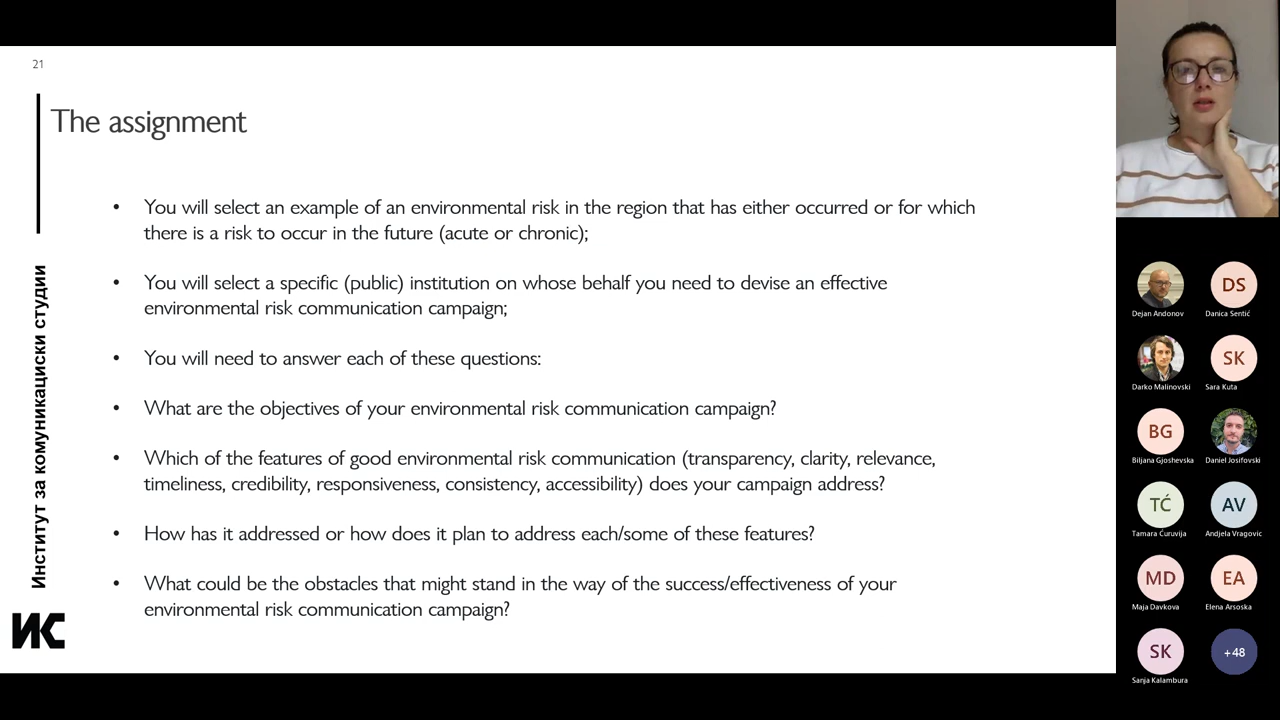 21
The assignment
• You will select an example of an environmental risk in the region that has either occurred or for which
there is a risk to occur in the future (acute or chronic);
• You will select a specific (public) institution on whose behalf you need to devise an effective
environmental risk communication campaign;
• You will need to answer each of these questions:
• What are the objectives of your environmental risk communication campaign?
• Which of the features of good environmental risk communication (transparency, clarity, relevance,
timeliness, credibility, responsiveness, consistency, accessibility) does your campaign address?
• How has it addressed or how does it plan to address each/some of these features?
• What could be the obstacles that might stand in the way of the success/effectiveness of your
environmental risk communication campaign?
Институт за комуникациски студии
ИС
Dejan Andonov
DS
Danica Sentić
Darko Malinovski
SK
Sara Kuta
BG
Biljana Gjoshevska
Daniel Josifovski
TĆ
Tamara Ćuruvija
AV
Andjela Vragovic
MD
Maja Davkova
EA
Elena Arsoska
SK
Sanja Kalambura
+48